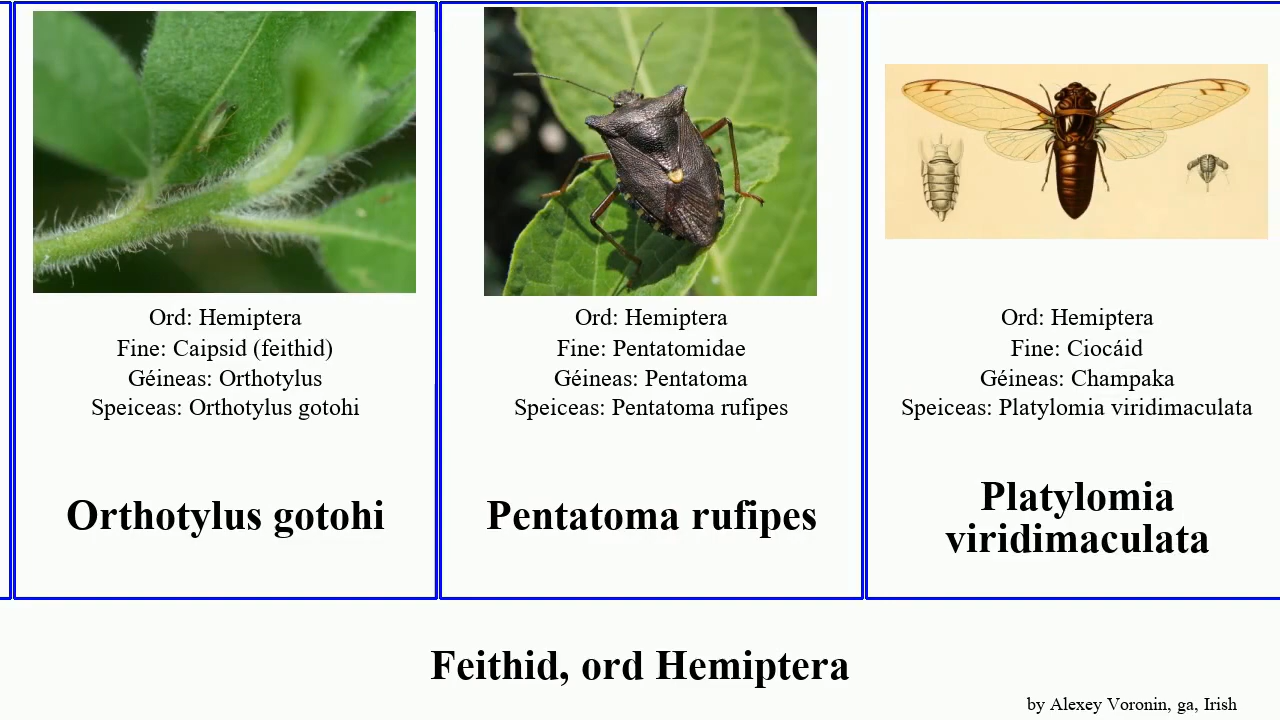 Ord: Hemiptera
Fine: Caipsid (feithid)
Géineas: Orthotylus
Speiceas: Orthotylus gotohi
Orthotylus gotohi
Ord: Hemiptera
Fine: Pentatomidae
Géineas: Pentatoma
Speiceas: Pentatoma rufipes
Pentatoma rufipes
Ord: Hemiptera
Fine: Ciocáid
Géineas: Champaka
Speiceas: Platylomia viridimaculata
Platylomia
viridimaculata
Feithid, ord Hemiptera
by Alexey Voronin, ga, Irish